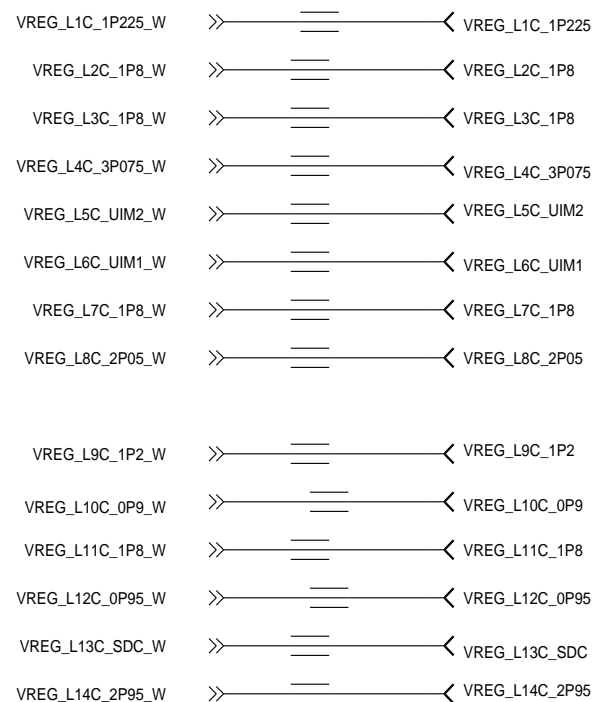 VREG_L1C_1P225_W VREG_L1C_1P225
VREG_L2C_1P8_W VREG_L2C_1P8
VREG_L3C_1P8_W VREG_L3C_1P8
VREG_L4C_3P075_W VREG_L4C_3P075
VREG_L5C_UIM2_W VREG_L5C_UIM2
VREG_L6C_UIM1_W VREG_L6C_UIM1
VREG_L7C_1P8_W VREG_L7C_1P8
VREG_L8C_2P05_W VREG_L8C_2P05
VREG_L9C_1P2_W VREG_L9C_1P2
VREG_L10C_0P9_W VREG_L10C_0P9
VREG_L11C_1P8_W VREG_L11C_1P8
VREG_L12C_0P95_W VREG_L12C_0P95
VREG_L13C_SDC_W VREG_L13C_SDC
VREG_L14C_2P95_W VREG_L14C_2P95